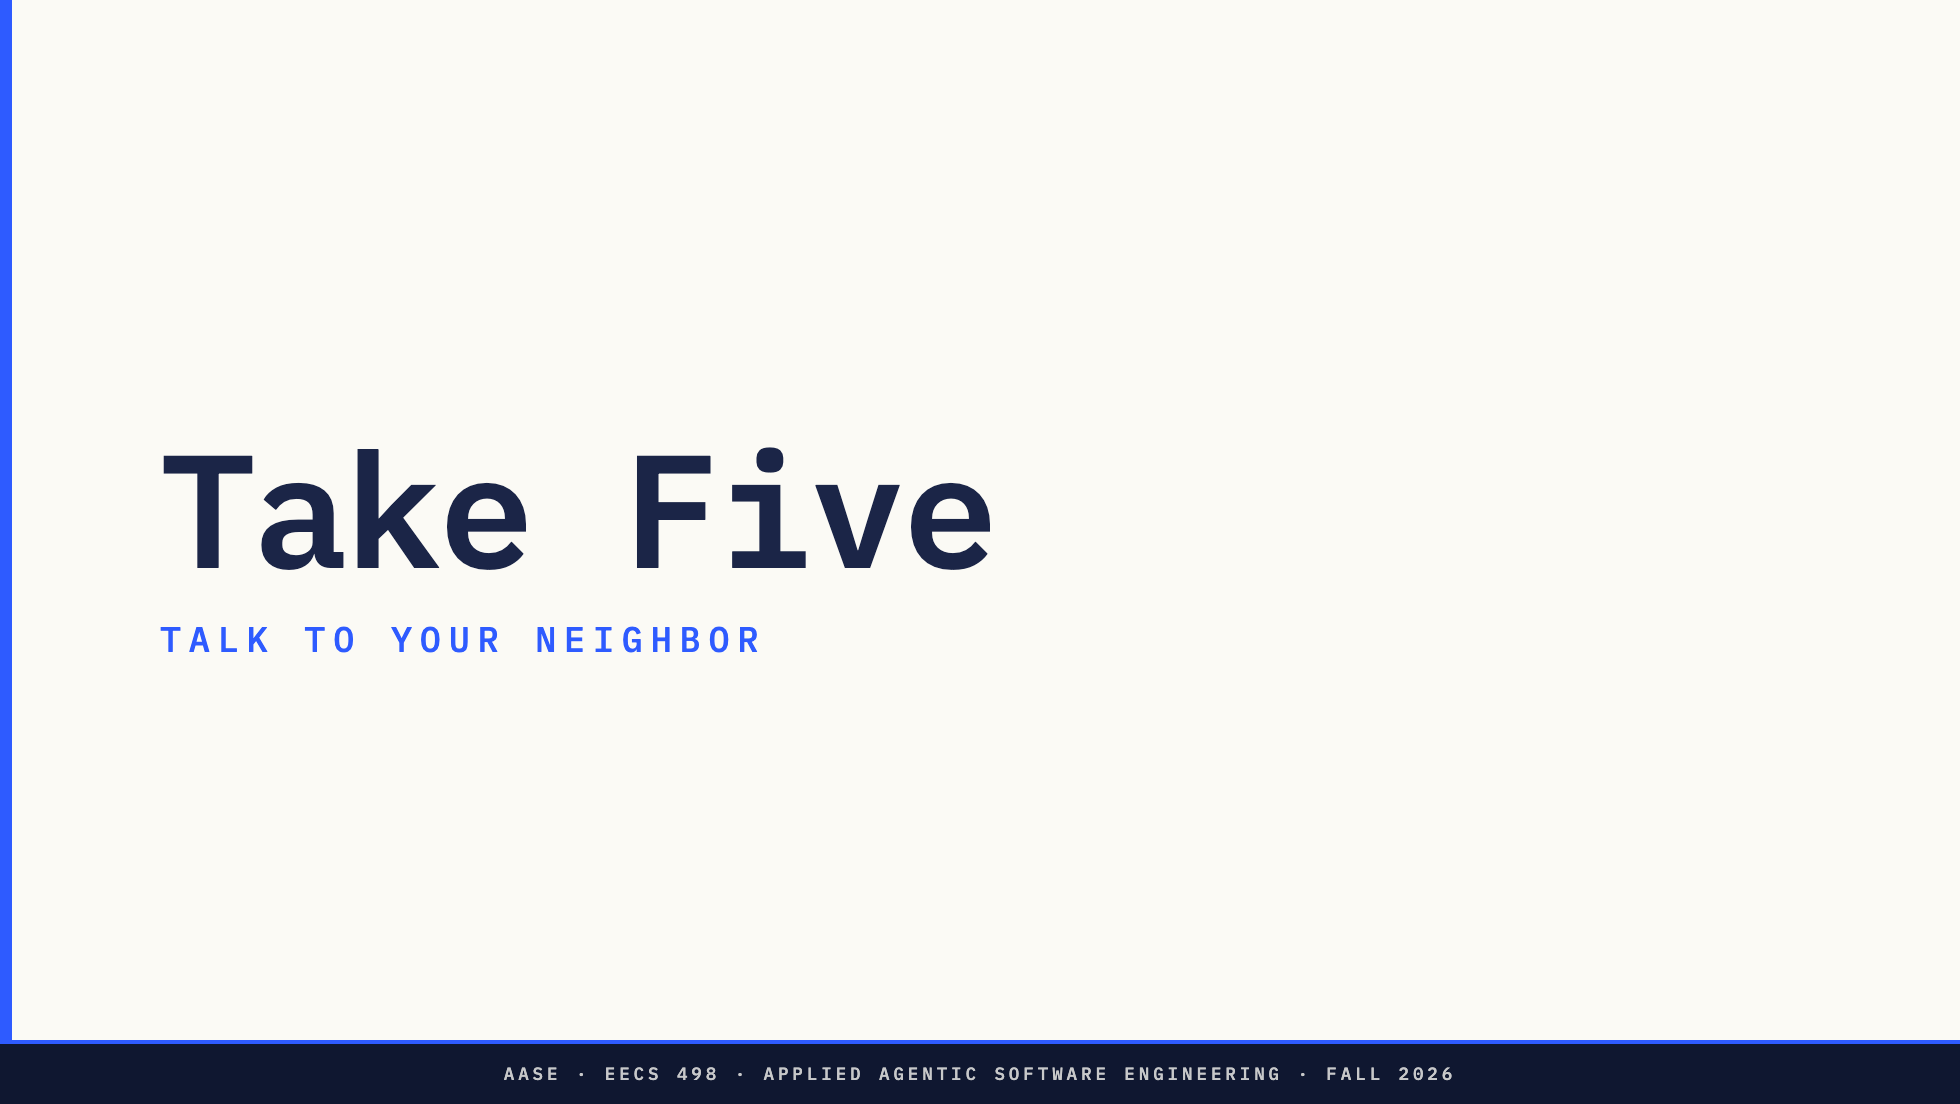 Take Five
TALK TO YOUR NEIGHBOR
AASE · EECS 498 · APPLIED AGENTIC SOFTWARE ENGINEERING · FALL 2026